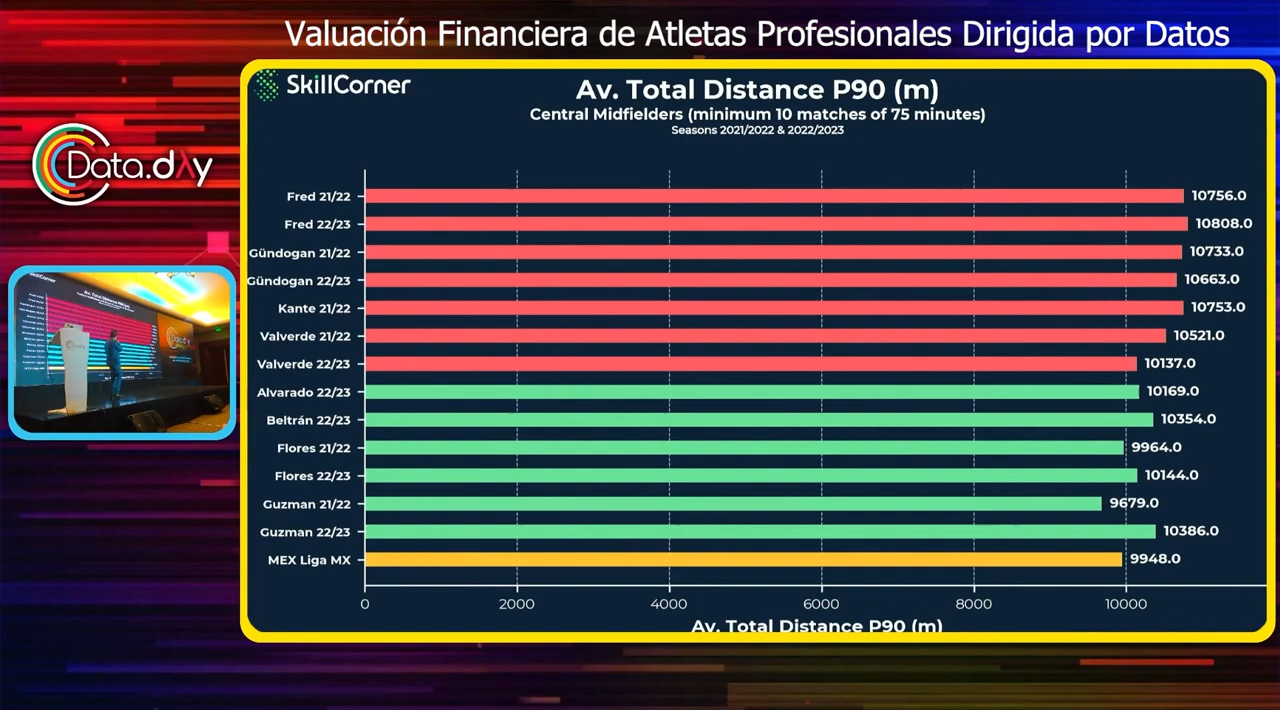 Valuación Financiera de Atletas Profesionales Dirigida por Datos
SkillCorner
Av. Total Distance P90 (m)
Central Midfielders (minimum 10 matches of 75 minutes)
Seasons 2021/2022 & 2022/2023
Data.dλy
Fred 21/22 10756.0
Fred 22/23 10808.0
Gündogan 21/22 10733.0
Gündogan 22/23 10663.0
Kante 21/22 10753.0
Valverde 21/22 10521.0
Valverde 22/23 10137.0
Alvarado 22/23 10169.0
Beltrán 22/23 10354.0
Flores 21/22 9964.0
Flores 22/23 10144.0
Guzman 21/22 9679.0
Guzman 22/23 10386.0
MEX Liga MX 9948.0
0 2000 4000 6000 8000 10000
Av. Total Distance P90 (m)